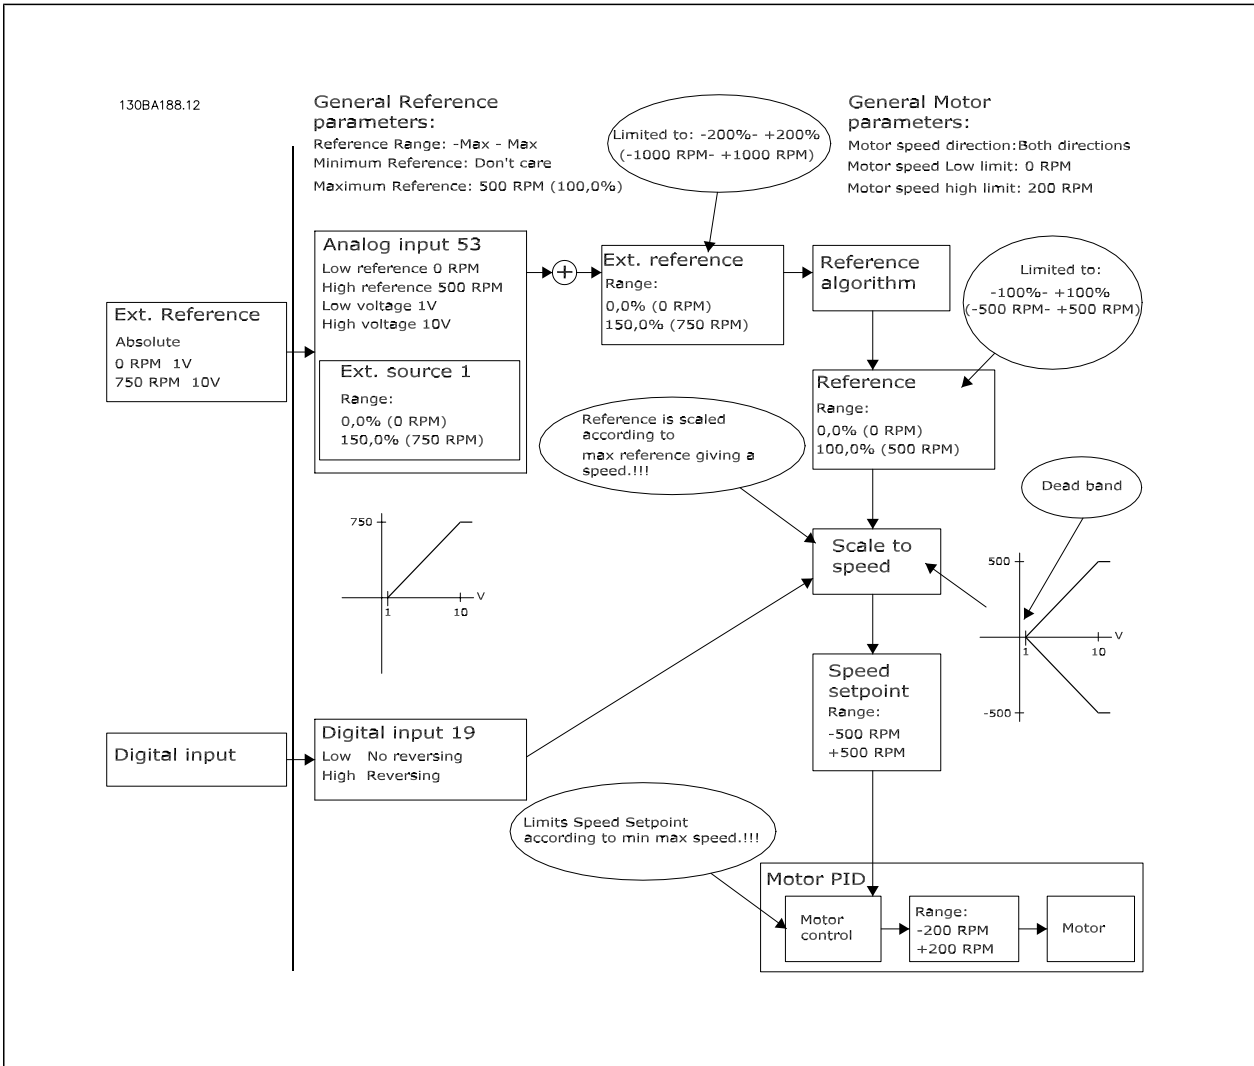 130BA188.12
General Reference
parameters:
Reference Range: -Max - Max
Minimum Reference: Don't care
Maximum Reference: 500 RPM (100,0%)
Limited to: -200%- +200%
(-1000 RPM- +1000 RPM)
General Motor
parameters:
Motor speed direction:Both directions
Motor speed Low limit: 0 RPM
Motor speed high limit: 200 RPM
Ext. Reference
Absolute
0 RPM 1V
750 RPM 10V
Analog input 53
Low reference 0 RPM
High reference 500 RPM
Low voltage 1V
High voltage 10V
Ext. source 1
Range:
0,0% (0 RPM)
150,0% (750 RPM)
+
Ext. reference
Range:
0,0% (0 RPM)
150,0% (750 RPM)
Reference
algorithm
Limited to:
-100%- +100%
(-500 RPM- +500 RPM)
Reference
Range:
0,0% (0 RPM)
100,0% (500 RPM)
Reference is scaled
according to
max reference giving a
speed.!!!
Dead band
750
V
1
10
Scale to
speed
500
V
1
10
-500
Speed
setpoint
Range:
-500 RPM
+500 RPM
Digital input
Digital input 19
Low No reversing
High Reversing
Limits Speed Setpoint
according to min max speed.!!!
Motor PID
Motor
control
Range:
-200 RPM
+200 RPM
Motor